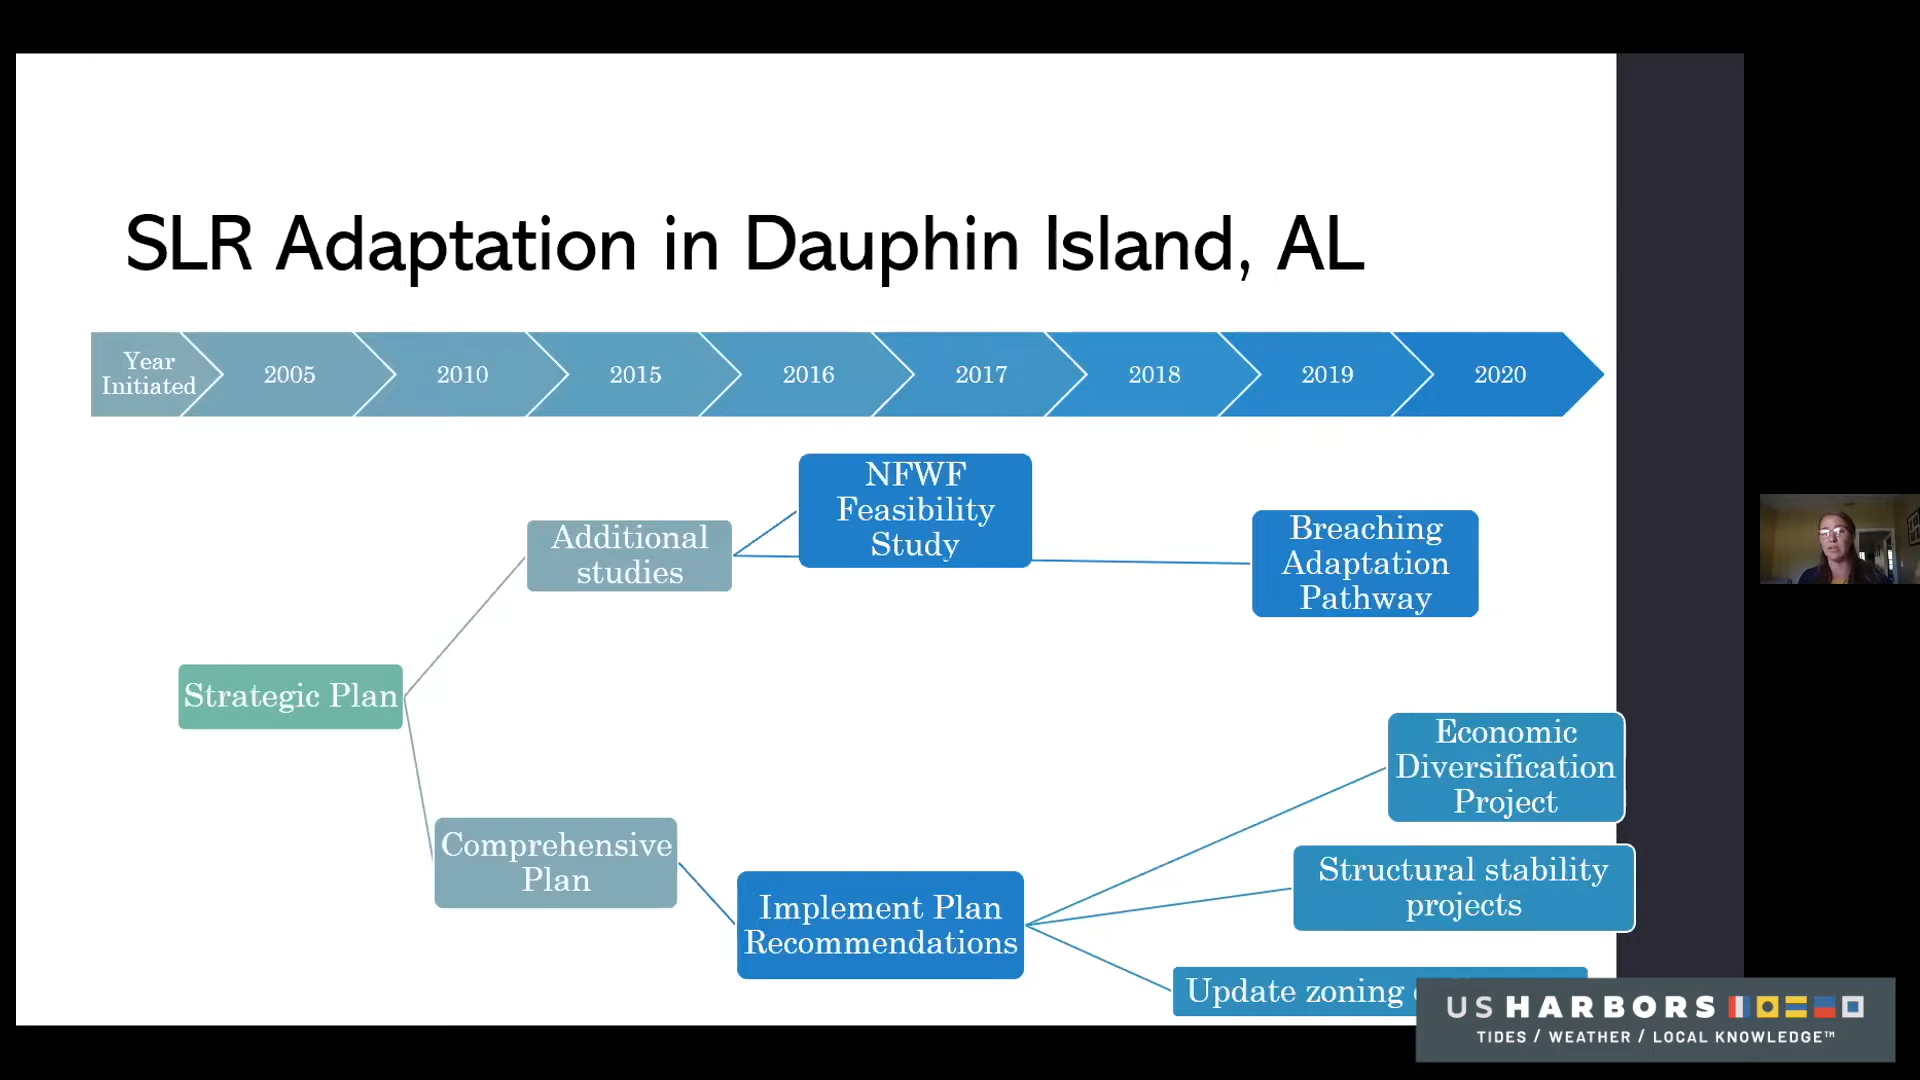 SLR Adaptation in Dauphin Island, AL
Year
Initiated
2005
2010
2015
2016
2017
2018
2019
2020
NFWF
Feasibility
Study
Additional
studies
Breaching
Adaptation
Pathway
Strategic Plan
Economic
Diversification
Project
Comprehensive
Plan
Structural stability
projects
Implement Plan
Recommendations
Update zoning
US HARBORS
TIDES / WEATHER / LOCAL KNOWLEDGE™